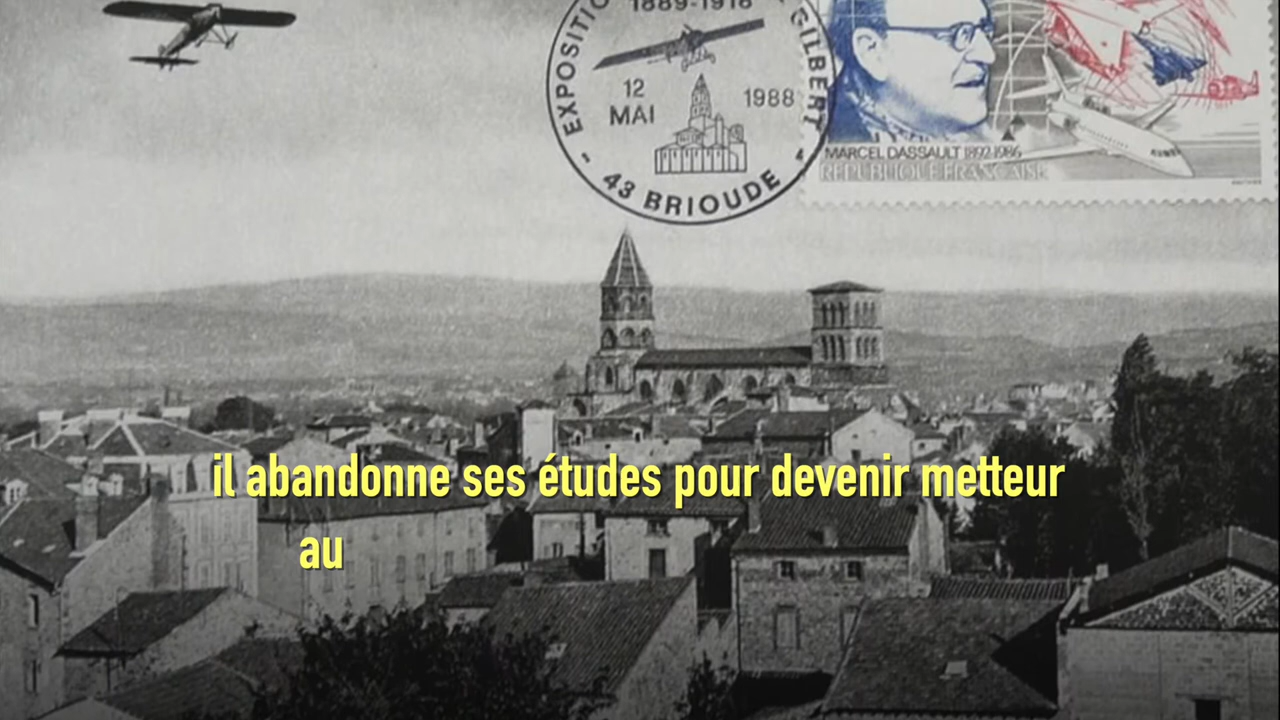 1889-1918
EXPOSITIO
GILBERT
12
MAI
1988
43 BRIOUDE
MARCEL DASSAULT 1892-1986
REPUBLIQUE FRANÇAISE
il abandonne ses études pour devenir metteur
au